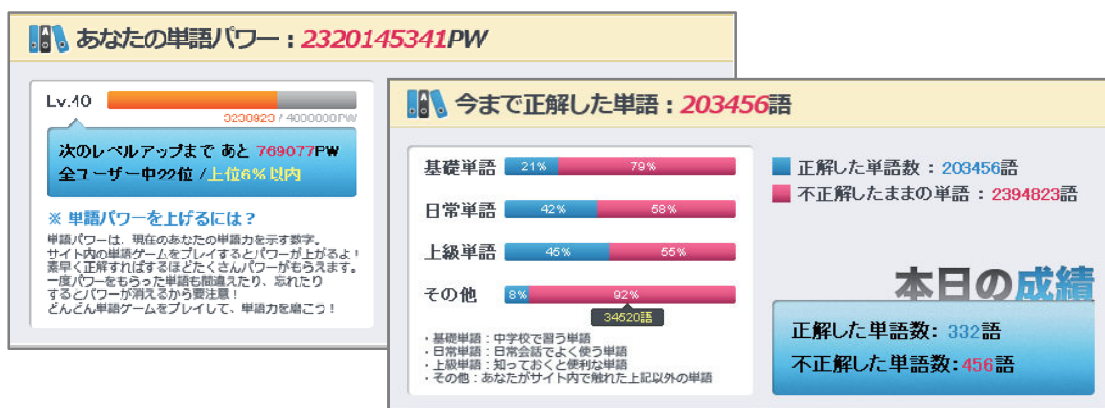 あなたの単語パワー：2320145341PW
Lv.40
3230923 / 4000000PW
次のレベルアップまで あと 769077PW
全ユーザー中22位 /上位6%以内
※ 単語パワーを上げるには？
単語パワーは、現在のあなたの単語力を示す数字。
サイト内の単語ゲームをプレイするとパワーが上がるよ！
素早く正解すればするほどたくさんパワーがもらえます。
一度パワーをもらった単語も間違えたり、忘れたり
するとパワーが消えるから要注意！
どんどん単語ゲームをプレイして、単語力を磨こう！
今まで正解した単語：203456語
基礎単語 21% 79%
日常単語 42% 58%
上級単語 45% 55%
その他 8% 92%
34520語
・基礎単語：中学校で習う単語
・日常単語：日常会話でよく使う単語
・上級単語：知っておくと便利な単語
・その他：あなたがサイト内で触れた上記以外の単語
正解した単語数：203456語
不正解したままの単語：2394823語
本日の成績
正解した単語数: 332語
不正解した単語数:456語